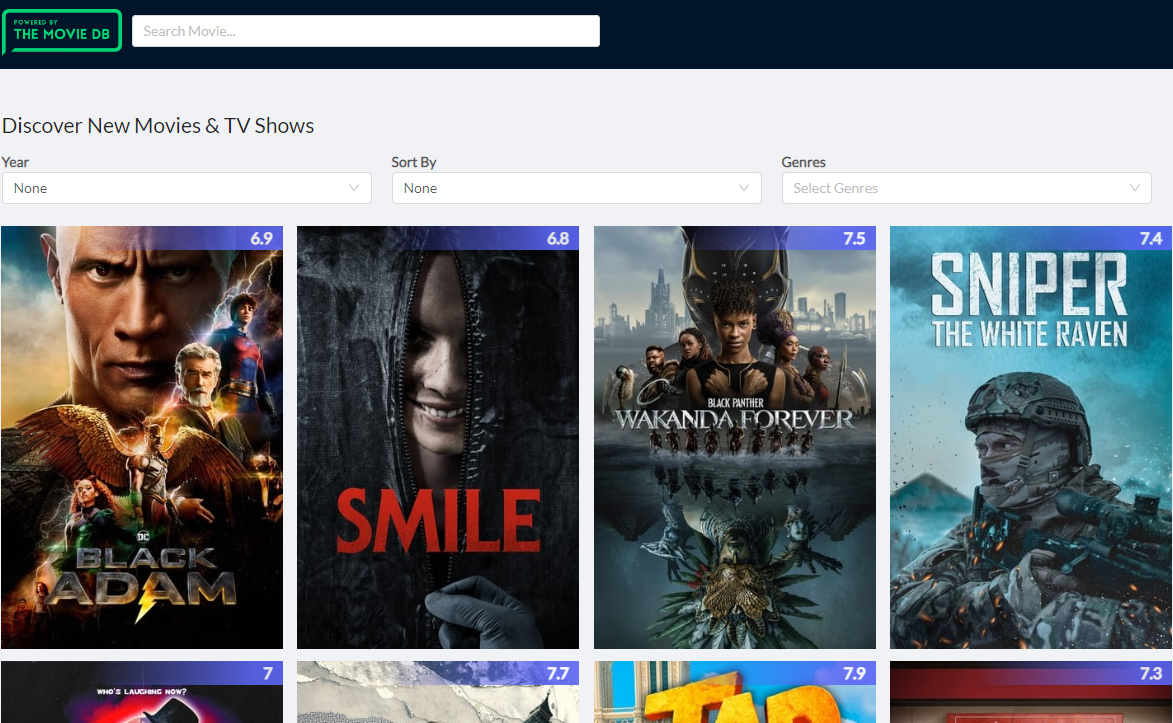 POWERED BY
THE MOVIE DB
Search Movie...
Discover New Movies & TV Shows
Year
Sort By
Genres
None
None
Select Genres
6.9
6.8
7.5
7.4
SNIPER
THE WHITE RAVEN
BLACK PANTHER
WAKANDA FOREVER
SMILE
DC
BLACK
ADAM
7
7.7
7.9
7.3
WHO'S LAUGHING NOW?